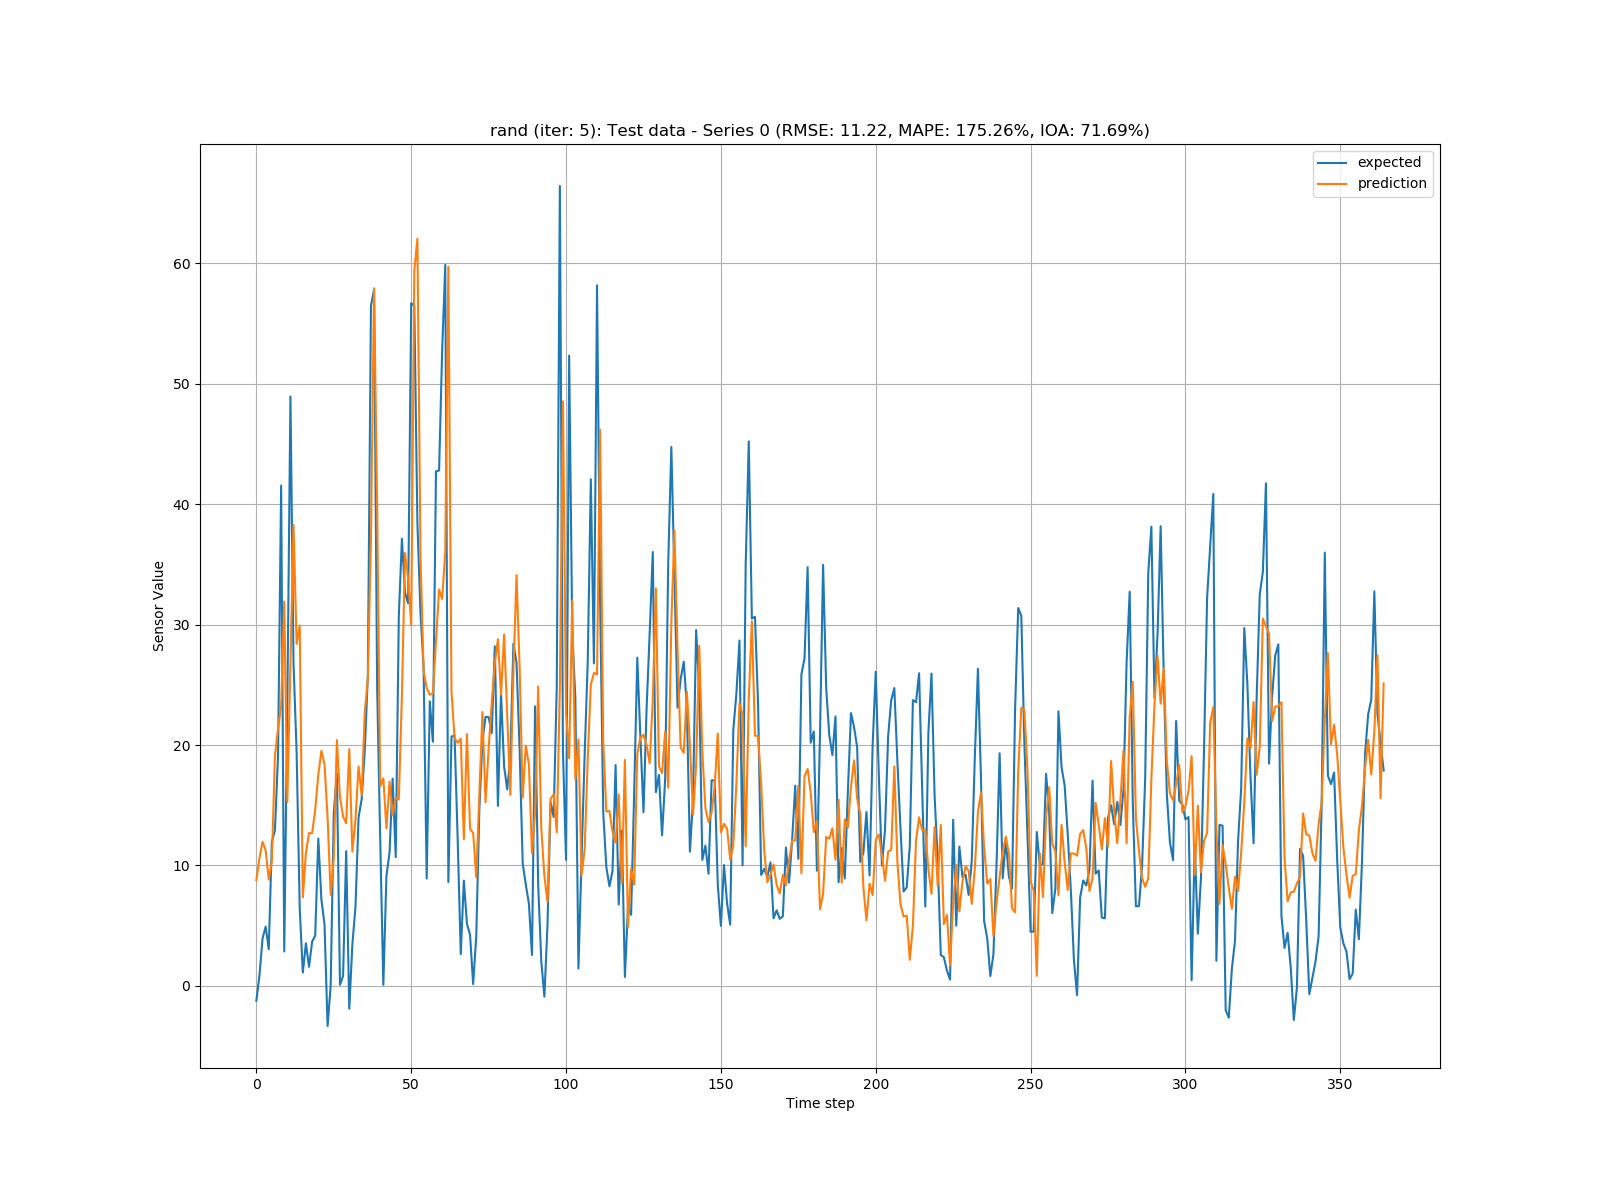 rand (iter: 5): Test data - Series 0 (RMSE: 11.22, MAPE: 175.26%, IOA: 71.69%)
expected
prediction
60
50
40
30
20
10
0
Sensor Value
0 50 100 150 200 250 300 350
Time step